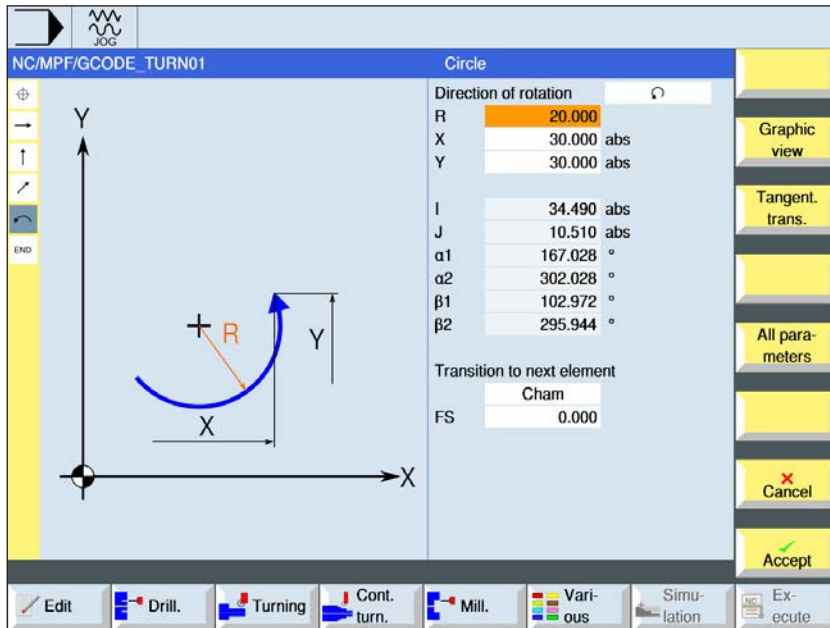 JOG
NC/MPF/GCODE_TURN01
Circle
Direction of rotation
R 20.000
X 30.000 abs
Y 30.000 abs
I 34.490 abs
J 10.510 abs
α1 167.028 °
α2 302.028 °
β1 102.972 °
β2 295.944 °
Transition to next element
Cham
FS 0.000
END
Y
R
Y
X
X
Graphic
view
Tangent.
trans.
All para-
meters
Cancel
Accept
Edit
Drill.
Turning
Cont.
turn.
Mill.
Vari-
ous
Simu-
lation
NC
Ex-
ecute